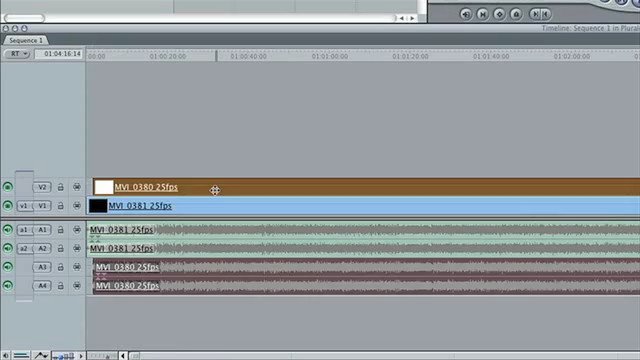 Timeline: Sequence 1 in Plural
Sequence 1
RT
01:04:16:14
00:00
01:00:20:00
01:00:40:00
01:01:00:00
01:01:20:00
01:01:40:00
01:02:00:00
V2
MVI_0380 25fps
v1 V1
MVI_0381 25fps
a1 A1
MVI_0381 25fps
a2 A2
MVI_0381 25fps
A3
MVI_0380 25fps
A4
MVI_0380 25fps